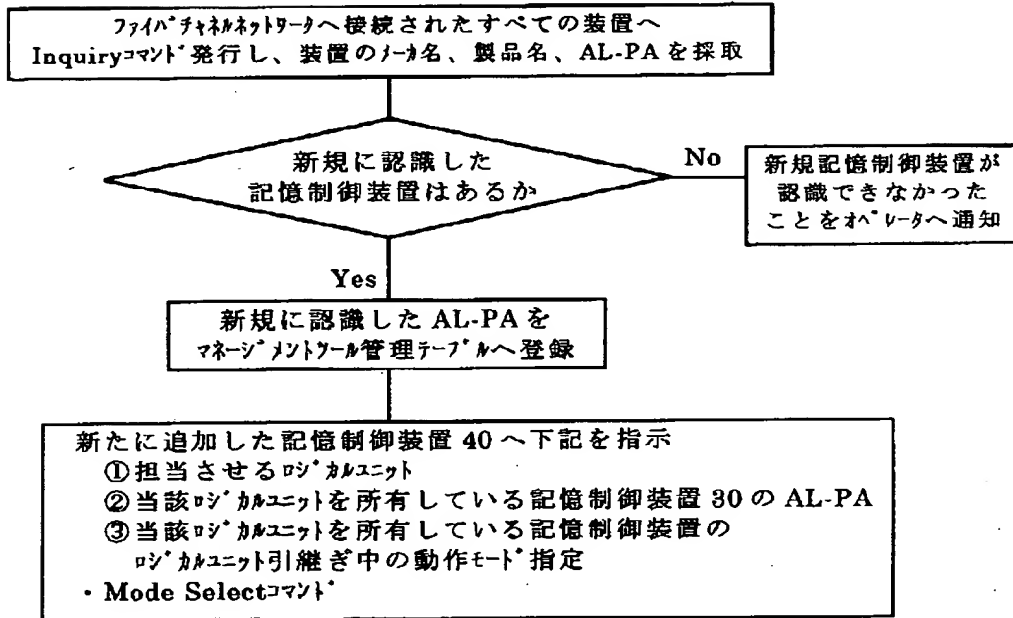 ファイバチャネルネットワータへ接続されたすべての装置へ
Inquiryコマンド発行し、装置のメーカ名、製品名、AL-PAを採取
新規に認識した
記憶制御装置はあるか
No
新規記憶制御装置が
認識できなかった
ことをオペレータへ通知
Yes
新規に認識した AL-PAを
マネージメントツール管理テーブルへ登録
新たに追加した記憶制御装置 40 へ下記を指示
①担当させるロジカルユニット
②当該ロジカルユニットを所有している記憶制御装置 30 の AL-PA
③当該ロジカルユニットを所有している記憶制御装置の
ロジカルユニット引継ぎ中の動作モード指定
・Mode Selectコマンド